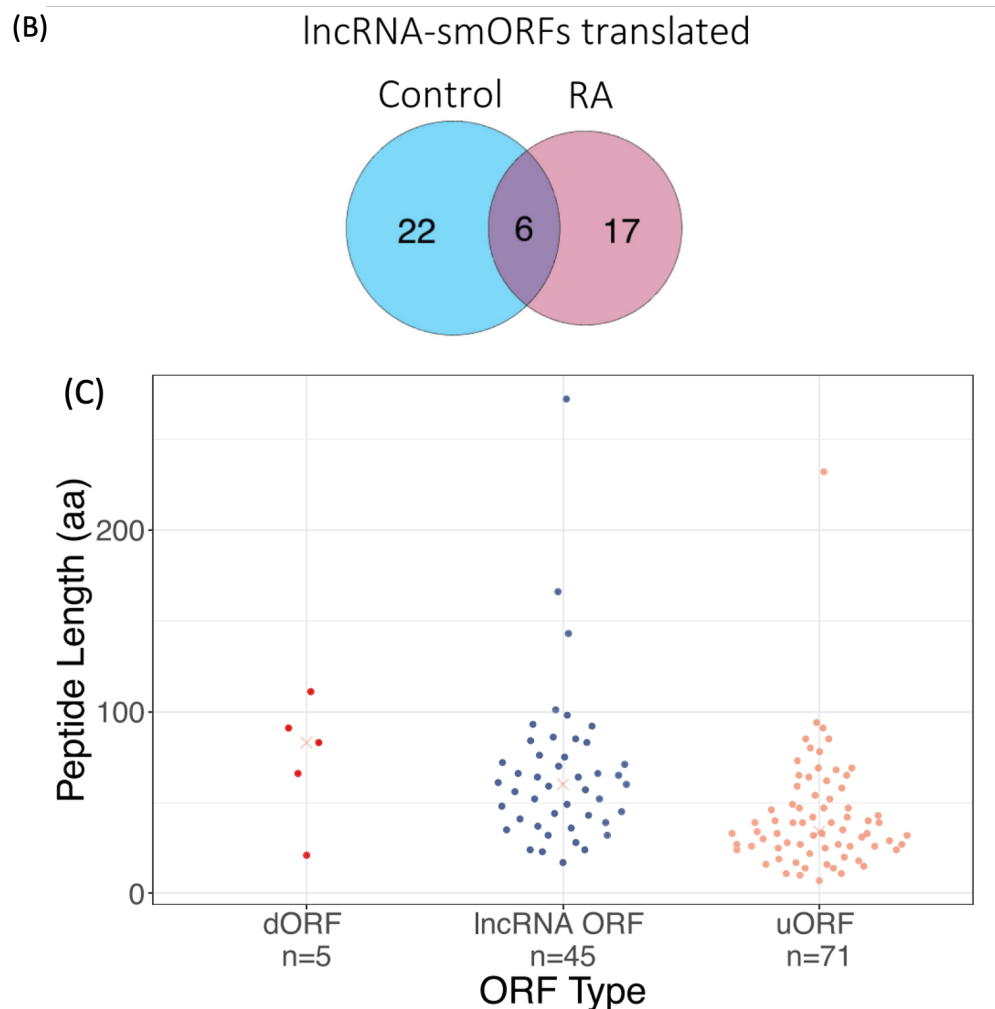 (B)
lncRNA-smORFs translated
Control RA
22 6 17
(C)
Peptide Length (aa)
200
100
0
dORF lncRNA ORF uORF
n=5 n=45 n=71
ORF Type